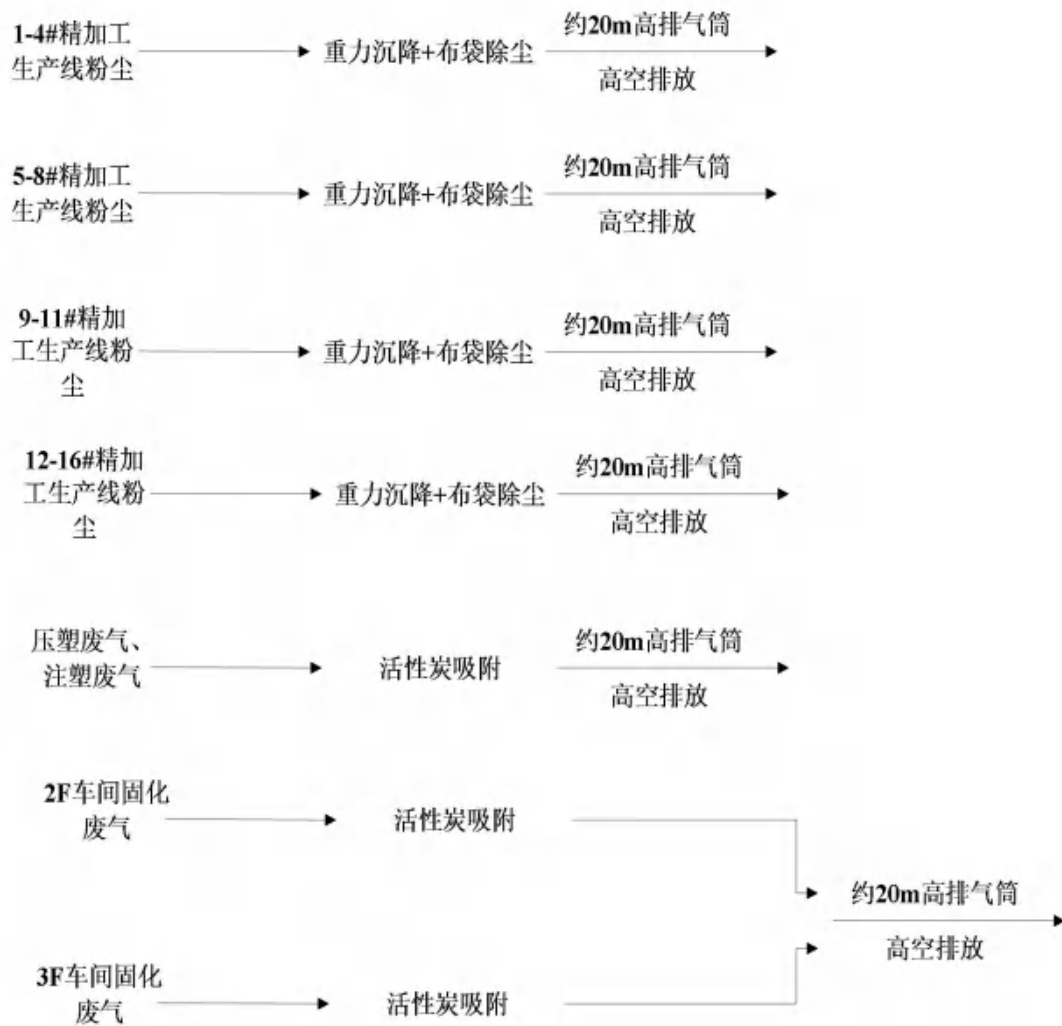 1-4#精加工
生产线粉尘
重力沉降+布袋除尘
约20m高排气筒
高空排放
5-8#精加工
生产线粉尘
重力沉降+布袋除尘
约20m高排气筒
高空排放
9-11#精加
工生产线粉
尘
重力沉降+布袋除尘
约20m高排气筒
高空排放
12-16#精加
工生产线粉
尘
重力沉降+布袋除尘
约20m高排气筒
高空排放
压塑废气、
注塑废气
活性炭吸附
约20m高排气筒
高空排放
2F车间固化
废气
活性炭吸附
3F车间固化
废气
活性炭吸附
约20m高排气筒
高空排放